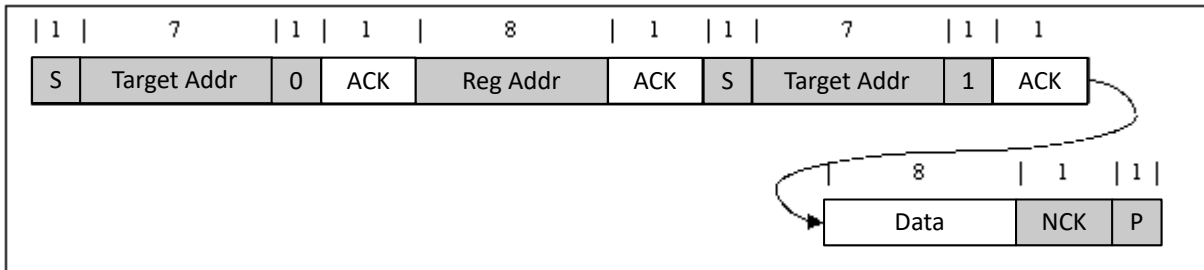 | 1 | 7 | 1 | 1 | 8 | 1 | 1 | 7 | 1 | 1
S Target Addr 0 ACK Reg Addr ACK S Target Addr 1 ACK
| 8 | 1 | 1 |
Data NCK P